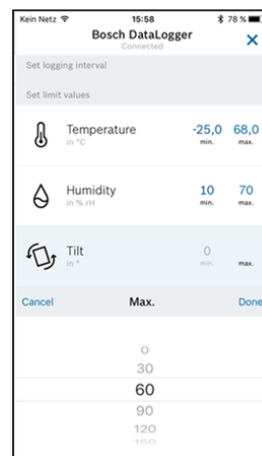 Kein Netz 15:58 78 %
Bosch DataLogger
Connected
Set logging interval
Set limit values
Temperature -25,0 68,0
in °C min. max.
Humidity 10 70
in % rH min. max.
Tilt 0
in ° min. max.
Cancel Max. Done
0
30
60
90
120
150